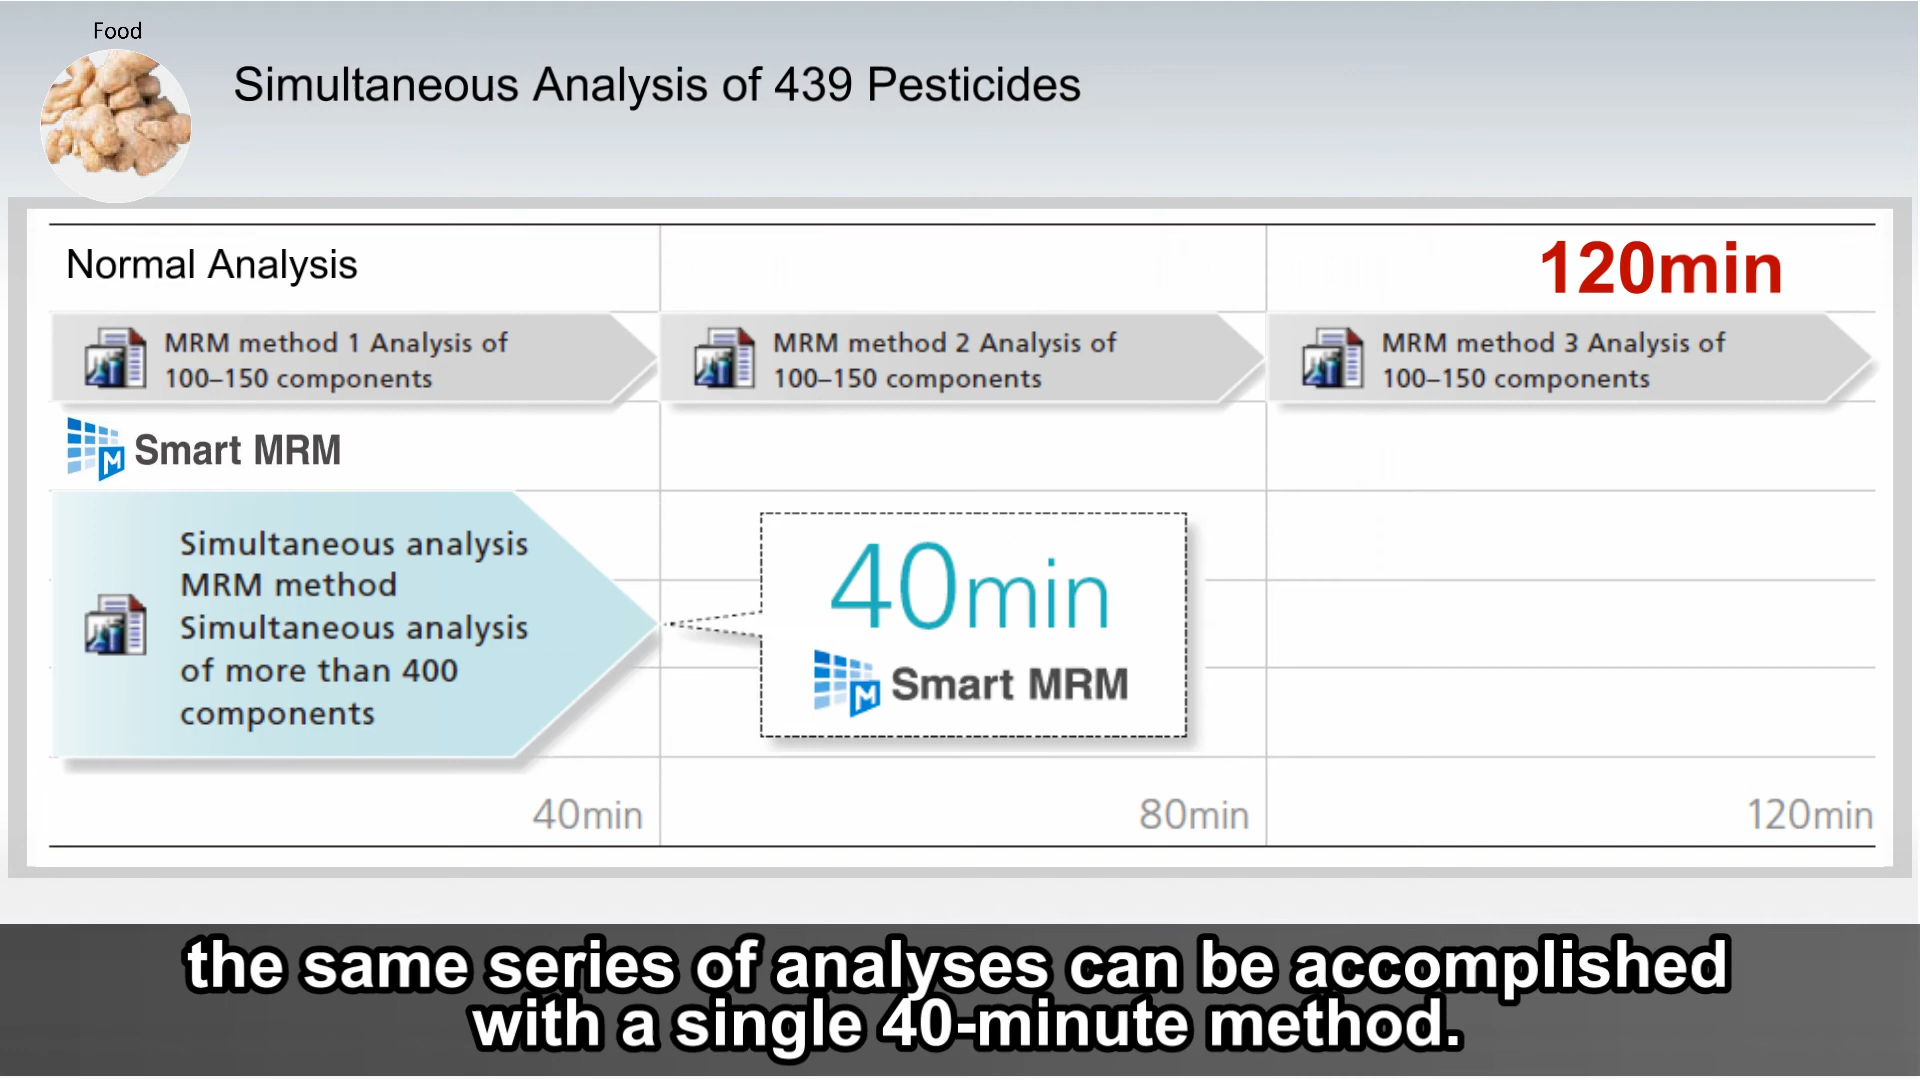 Food
Simultaneous Analysis of 439 Pesticides
Normal Analysis
120min
MRM method 1 Analysis of
100–150 components
MRM method 2 Analysis of
100–150 components
MRM method 3 Analysis of
100–150 components
M Smart MRM
Simultaneous analysis
MRM method
Simultaneous analysis
of more than 400
components
40min
M Smart MRM
40min
80min
120min
the same series of analyses can be accomplished
with a single 40-minute method.